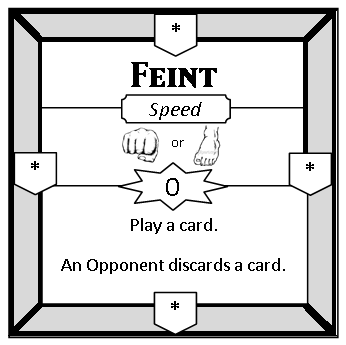 *
FEINT
Speed
or
* *
0
Play a card.
An Opponent discards a card.
*